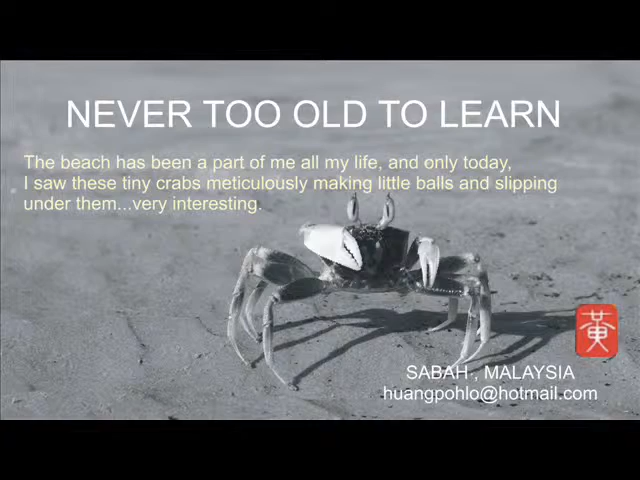 NEVER TOO OLD TO LEARN
The beach has been a part of me all my life, and only today,
I saw these tiny crabs meticulously making little balls and slipping
under them...very interesting.
黃
SABAH , MALAYSIA
huangpohlo@hotmail.com